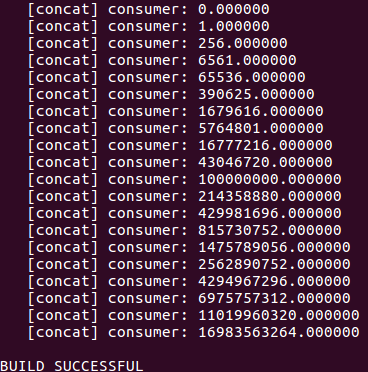 [concat] consumer: 0.000000
[concat] consumer: 1.000000
[concat] consumer: 256.000000
[concat] consumer: 6561.000000
[concat] consumer: 65536.000000
[concat] consumer: 390625.000000
[concat] consumer: 1679616.000000
[concat] consumer: 5764801.000000
[concat] consumer: 16777216.000000
[concat] consumer: 43046720.000000
[concat] consumer: 100000000.000000
[concat] consumer: 214358880.000000
[concat] consumer: 429981696.000000
[concat] consumer: 815730752.000000
[concat] consumer: 1475789056.000000
[concat] consumer: 2562890752.000000
[concat] consumer: 4294967296.000000
[concat] consumer: 6975757312.000000
[concat] consumer: 11019960320.000000
[concat] consumer: 16983563264.000000
BUILD SUCCESSFUL